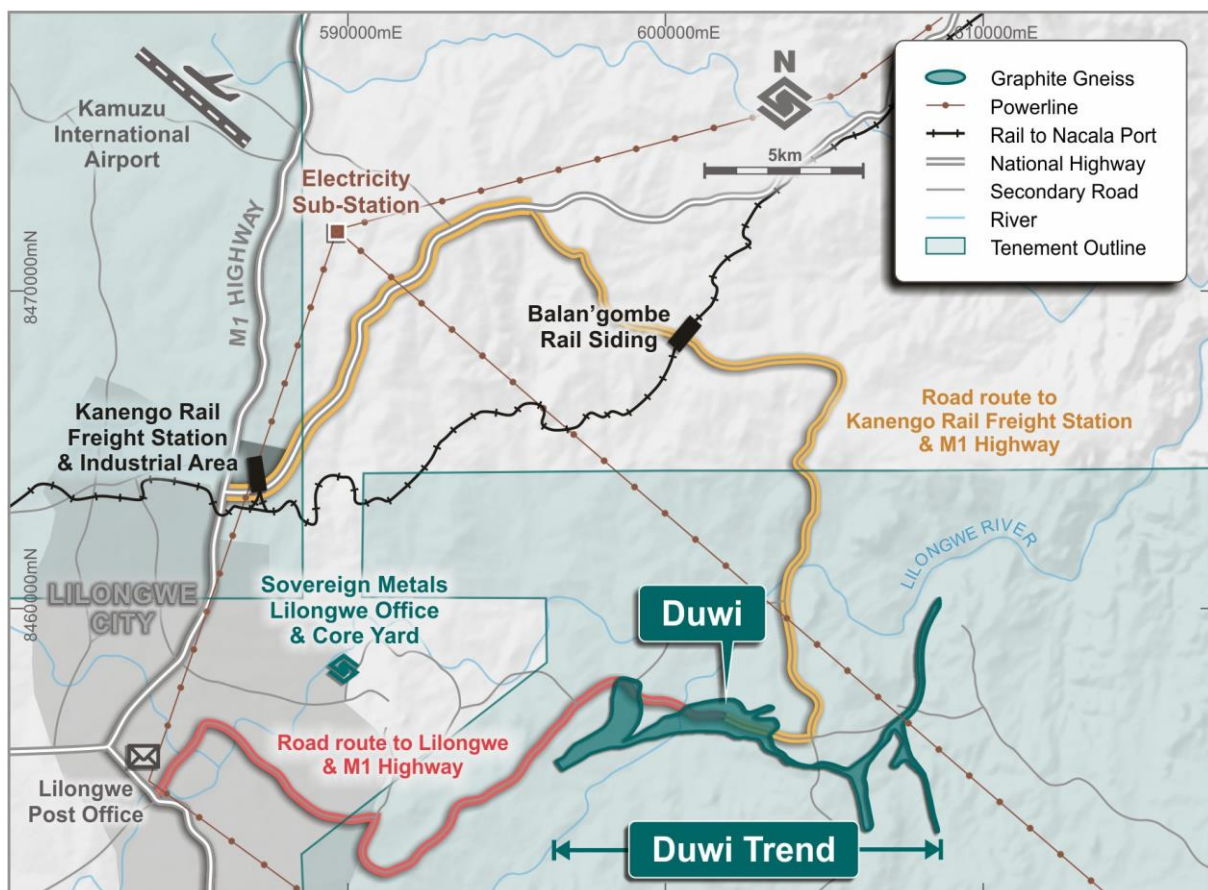 590000mE
600000mE
610000mE
N
5km
Graphite Gneiss
Powerline
Rail to Nacala Port
National Highway
Secondary Road
River
Tenement Outline
Kamuzu
International
Airport
Electricity
Sub-Station
M1 HIGHWAY
8470000mN
Balan'gombe
Rail Siding
Kanengo Rail
Freight Station
& Industrial Area
Road route to
Kanengo Rail Freight Station
& M1 Highway
LILONGWE RIVER
8460000mN
LILONGWE
CITY
Sovereign Metals
Lilongwe Office
& Core Yard
Duwi
Road route to Lilongwe
& M1 Highway
Lilongwe
Post Office
Duwi Trend